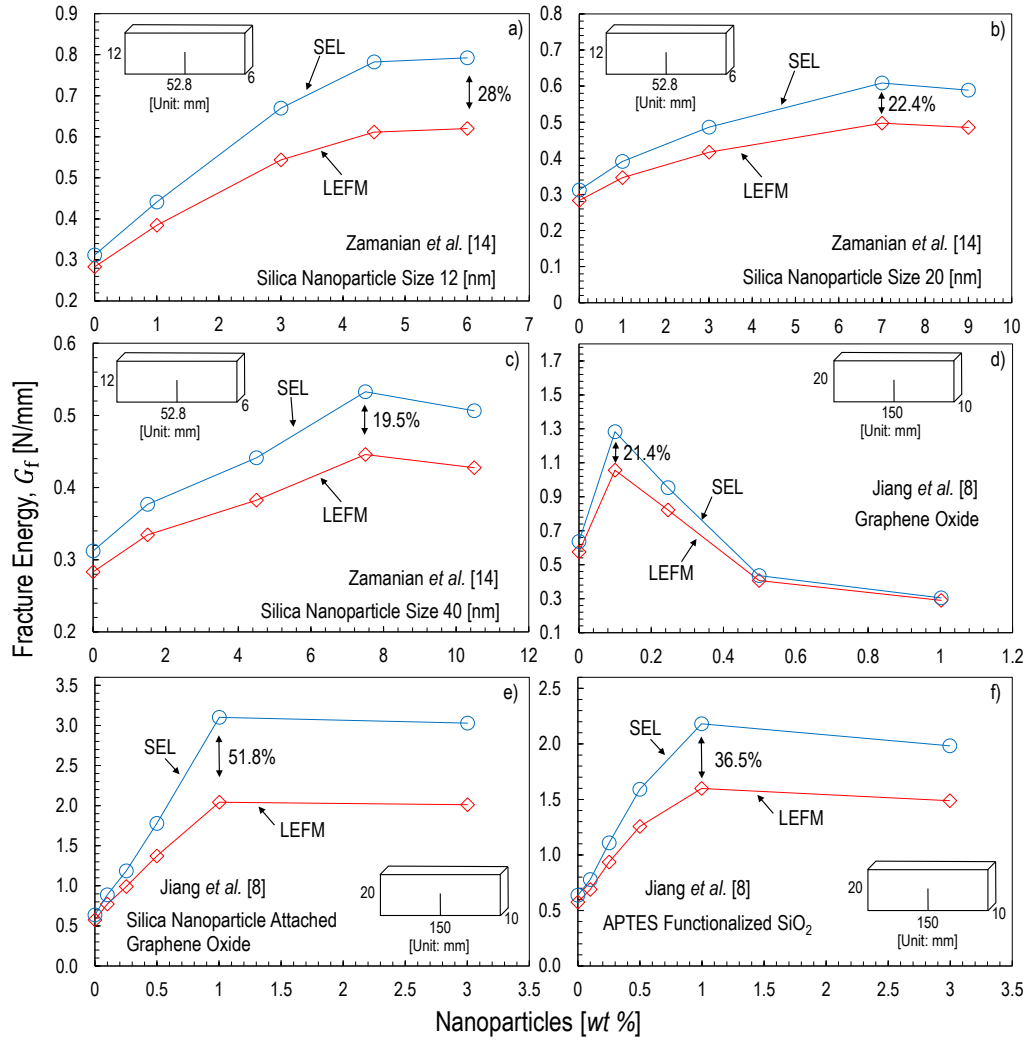 a)
0.9
0.8
0.7
0.6
0.5
0.4
0.3
0.2
12
52.8
6
[Unit: mm]
SEL
28%
LEFM
Zamanian et al. [14]
Silica Nanoparticle Size 12 [nm]
0 1 2 3 4 5 6 7
b)
0.8
0.6
0.5
0.3
0.2
0
12
52.8
6
[Unit: mm]
SEL
22.4%
LEFM
Zamanian et al. [14]
Silica Nanoparticle Size 20 [nm]
0 1 2 3 4 5 6 7 8 9 10
c)
0.6
0.5
0.4
0.3
0.2
12
52.8
6
[Unit: mm]
SEL
19.5%
LEFM
Zamanian et al. [14]
Silica Nanoparticle Size 40 [nm]
0 2 4 6 8 10 12
d)
1.7
1.5
1.3
1.1
0.9
0.7
0.5
0.3
0.1
20
150
10
[Unit: mm]
21.4%
SEL
LEFM
Jiang et al. [8]
Graphene Oxide
0 0.2 0.4 0.6 0.8 1 1.2
Fracture Energy, Gf [N/mm]
e)
3.5
3.0
2.5
2.0
1.5
1.0
0.5
0.0
SEL
51.8%
LEFM
Jiang et al. [8]
Silica Nanoparticle Attached
Graphene Oxide
20
150
10
[Unit: mm]
0 0.5 1 1.5 2 2.5 3 3.5
f)
2.5
2.0
1.5
1.0
0.5
0.0
SEL
36.5%
LEFM
Jiang et al. [8]
APTES Functionalized SiO₂
20
150
10
[Unit: mm]
0 0.5 1 1.5 2 2.5 3 3.5
Nanoparticles [wt %]